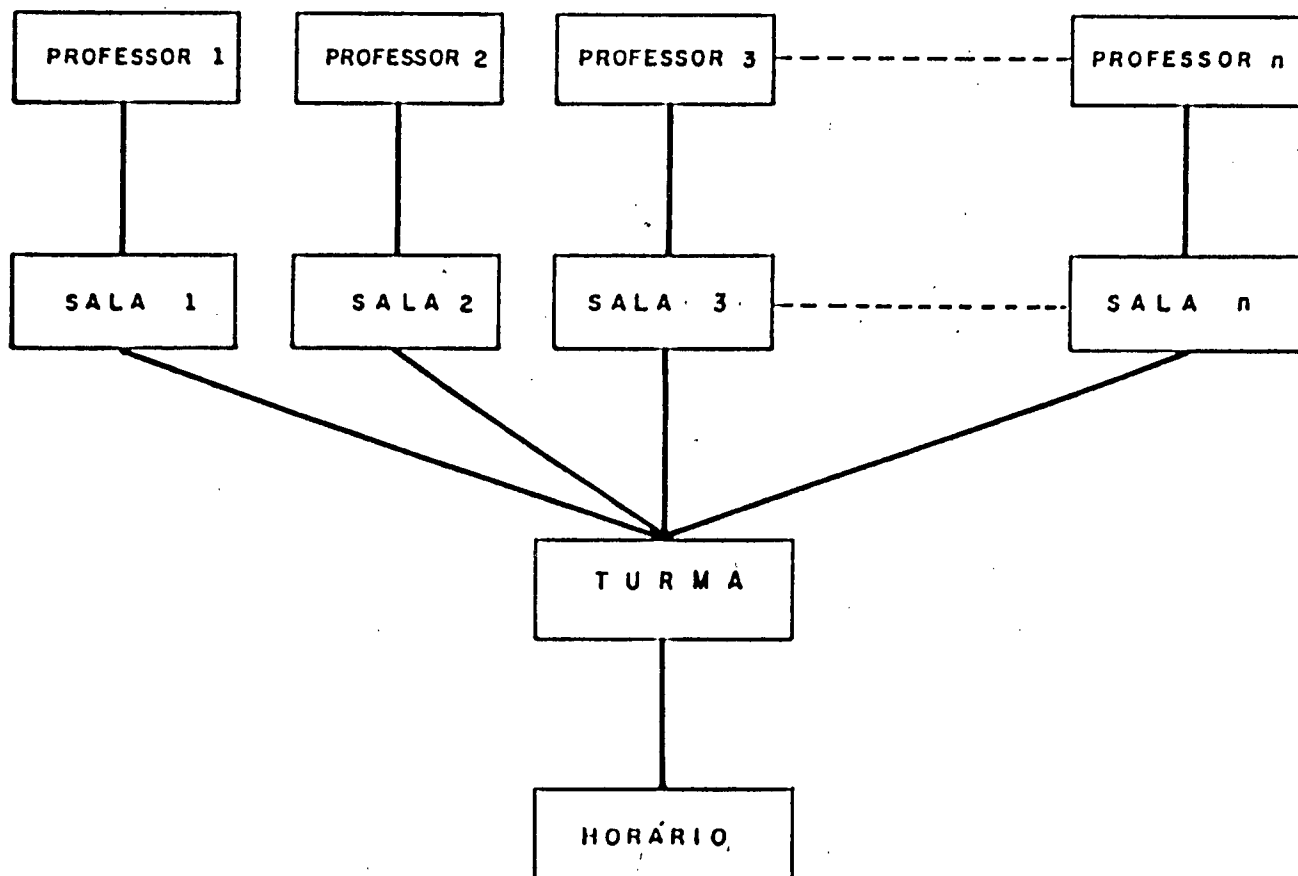 PROFESSOR 1 PROFESSOR 2 PROFESSOR 3 PROFESSOR n
SALA 1 SALA 2 SALA 3 SALA n
TURMA
HORÁRIO